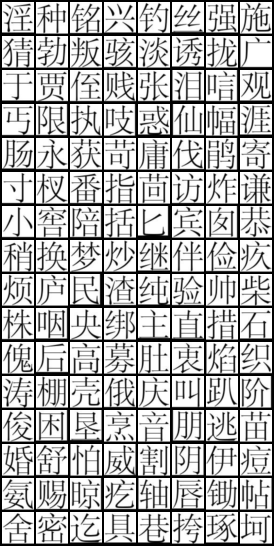 淫种铭兴钓丝强施
猜勃叛骇淡诱拢广
于贾侄贱张泪唁观
丐限执吱惑仙幅涯
肠永获苛庸伐鹃寄
寸杈番指茴访炸谦
小窖陪括匕宾囱恭
稍换梦炒继伴俭疚
烦庐民渣纯验帅柴
株咽央绑主直措石
傀后高募肚衷焰织
涛棚壳俄庆叫趴阶
俊困垦烹音朋逃苗
婚舒怕威割阴伊痘
氨赐晾疙轴唇锄帖
舍密迄具巷挎琢坷